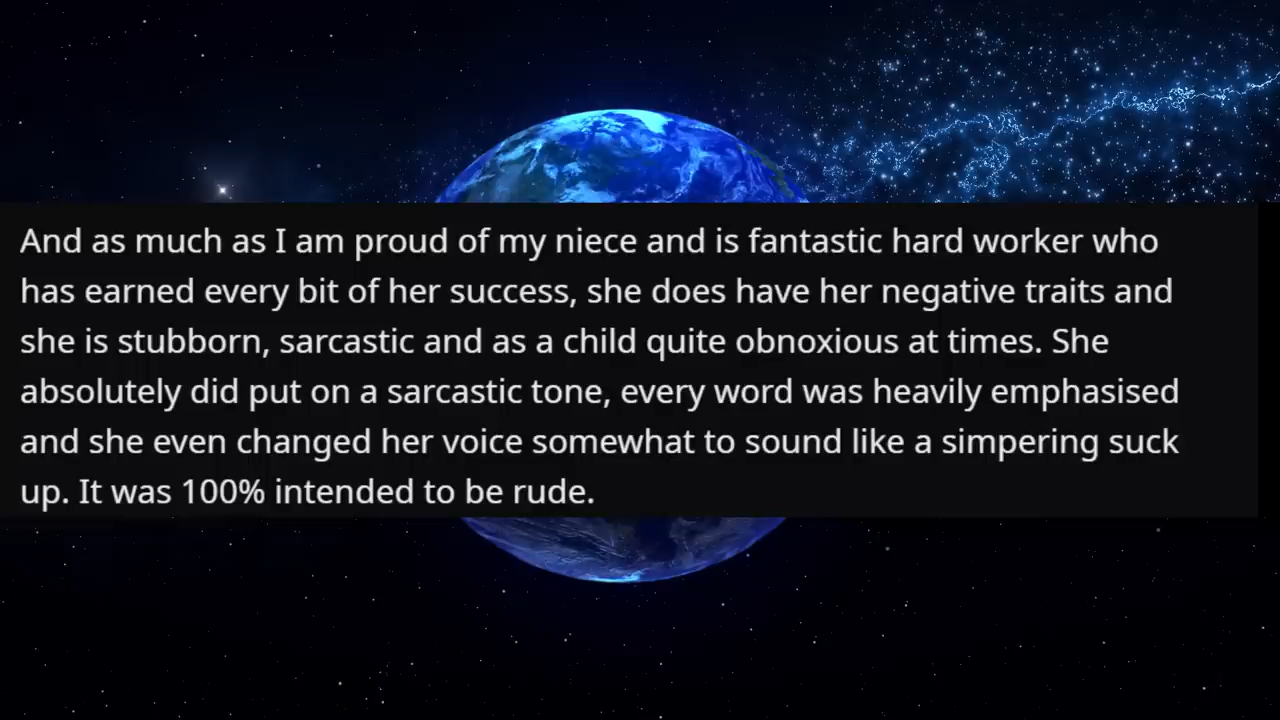 And as much as I am proud of my niece and is fantastic hard worker who
has earned every bit of her success, she does have her negative traits and
she is stubborn, sarcastic and as a child quite obnoxious at times. She
absolutely did put on a sarcastic tone, every word was heavily emphasised
and she even changed her voice somewhat to sound like a simpering suck
up. It was 100% intended to be rude.